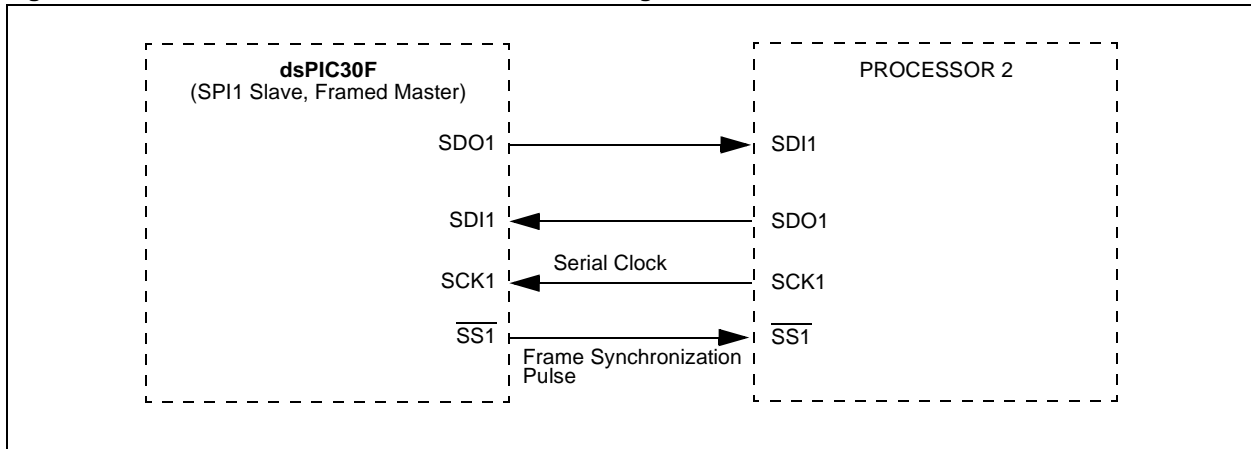 dsPIC30F
(SPI1 Slave, Framed Master)
PROCESSOR 2
SDO1
SDI1
SDI1
SDO1
Serial Clock
SCK1
SCK1
SS1
SS1
Frame Synchronization
Pulse